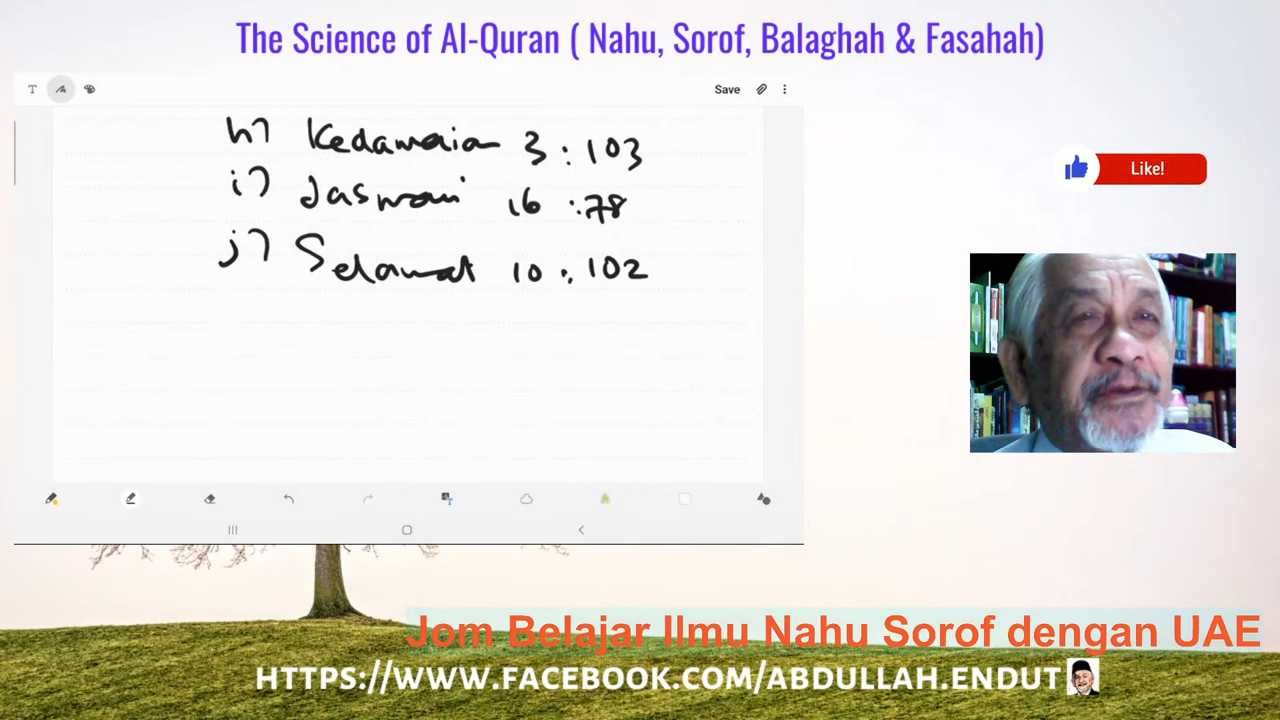 The Science of Al-Quran ( Nahu, Sorof, Balaghah & Fasahah)
T Save
h) Kedamaian 3 : 103
i) Jasmani 16 : 78
j) Selamat 10 : 102
Like!
Jom Belajar Ilmu Nahu Sorof dengan UAE
HTTPS://WWW.FACEBOOK.COM/ABDULLAH.ENDUT